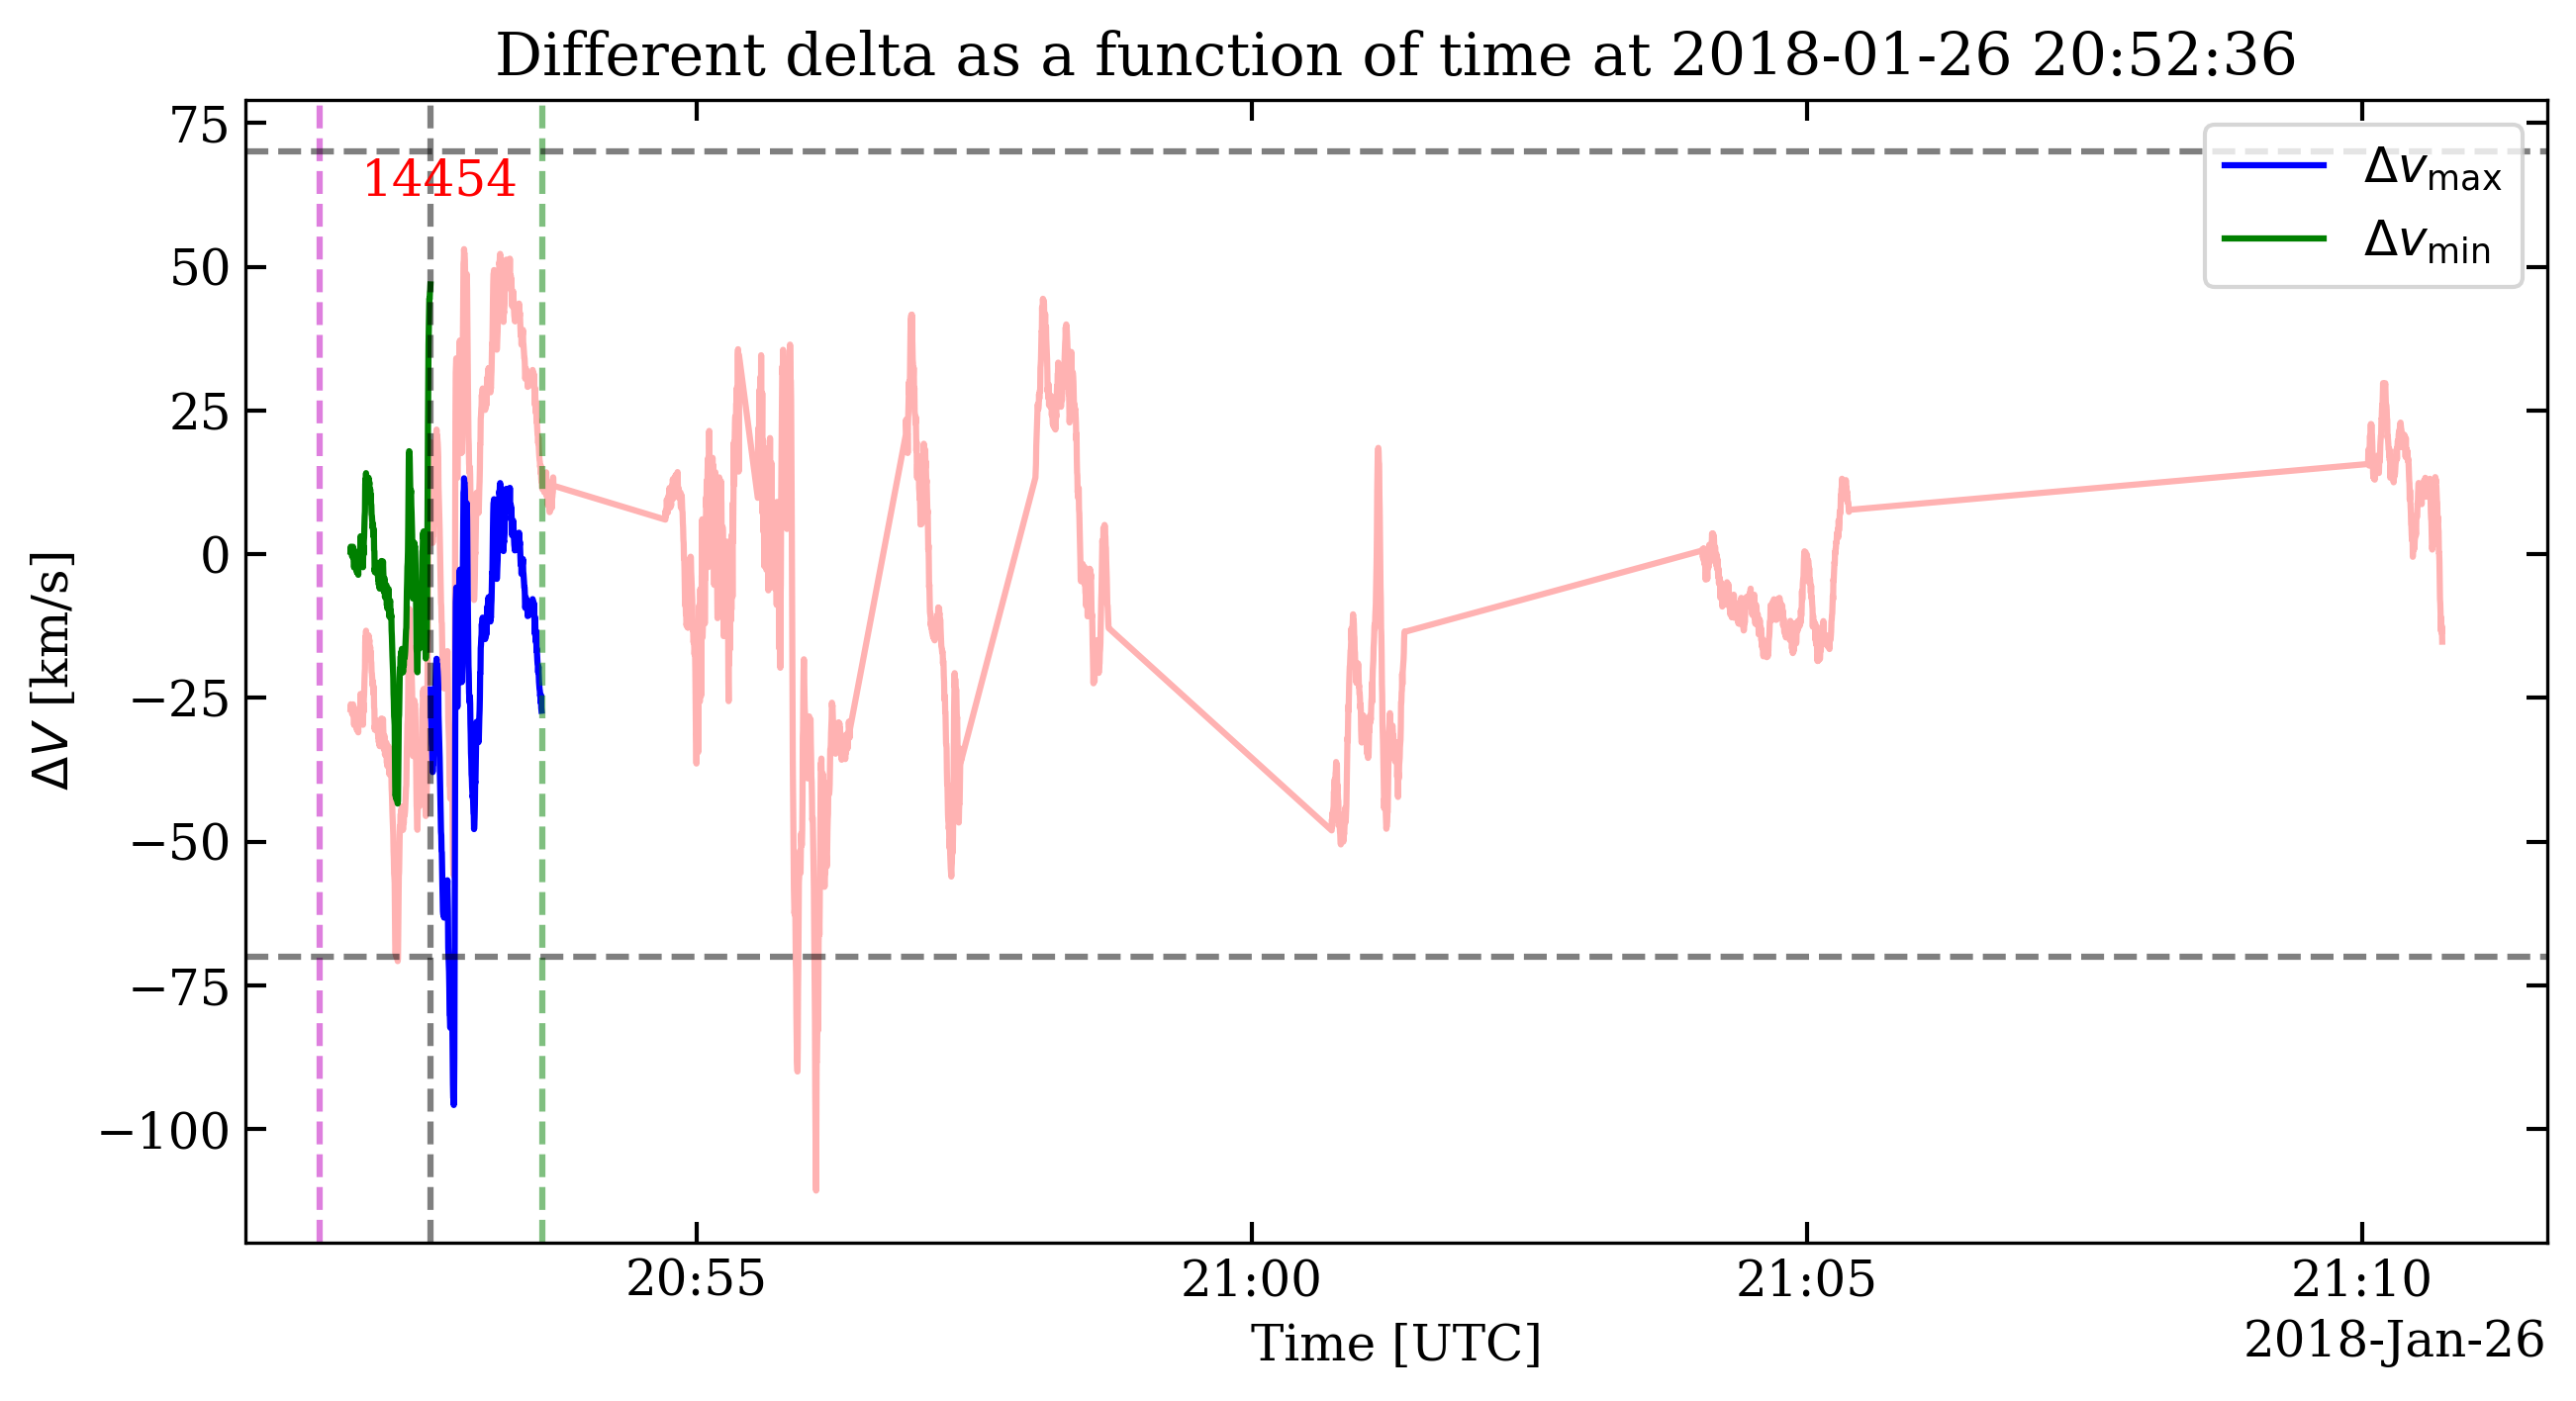 Different delta as a function of time at 2018-01-26 20:52:36
14454
Δv_max
Δv_min
75
50
25
0
−25
−50
−75
−100
ΔV [km/s]
20:55
21:00
21:05
21:10
Time [UTC]
2018-Jan-26